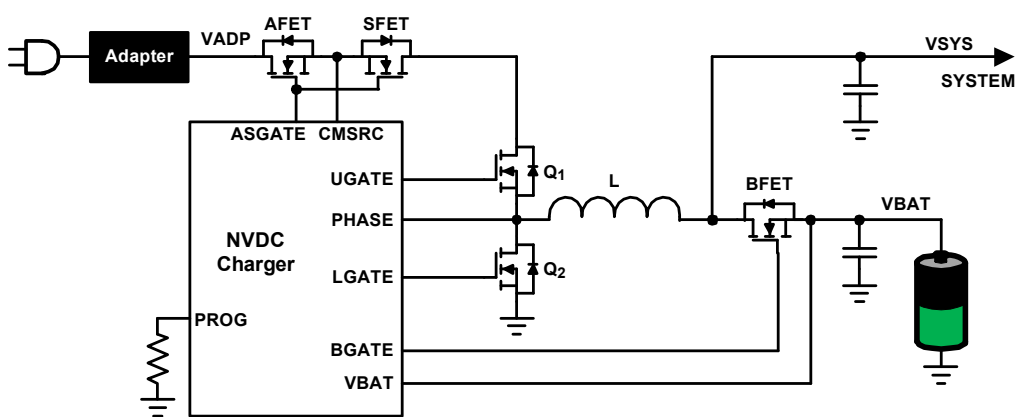 AFET
SFET
VADP
Adapter
VSYS
SYSTEM
ASGATE
CMSRC
UGATE
Q1
L
BFET
PHASE
VBAT
NVDC
Charger
LGATE
Q2
PROG
BGATE
VBAT